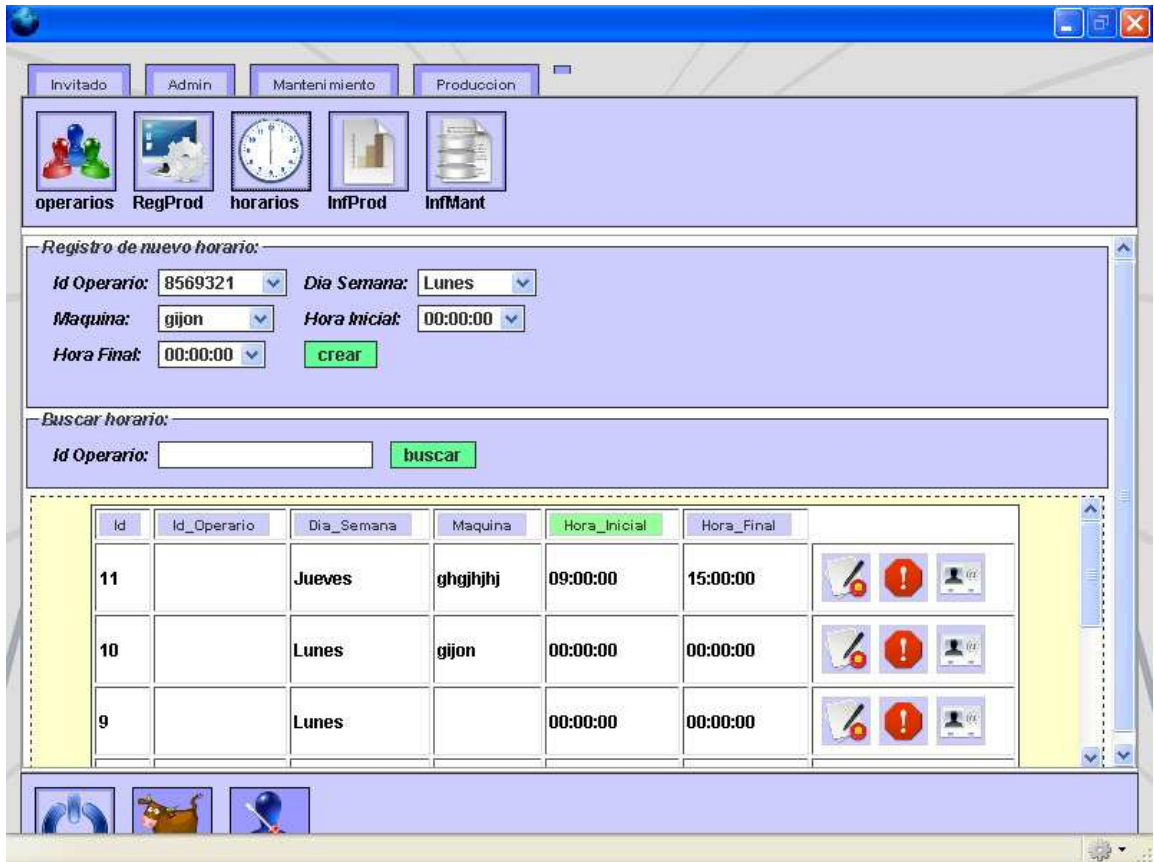 Invitado Admin Mantenimiento Produccion
operarios RegProd horarios InfProd InfMant
Registro de nuevo horario:
Id Operario: 8569321 Dia Semana: Lunes
Maquina: gijon Hora Inicial: 00:00:00
Hora Final: 00:00:00 crear
Buscar horario:
Id Operario: buscar
Id Id_Operario Dia_Semana Maquina Hora_Inicial Hora_Final
11 Jueves ghgjhjhj 09:00:00 15:00:00
10 Lunes gijon 00:00:00 00:00:00
9 Lunes 00:00:00 00:00:00